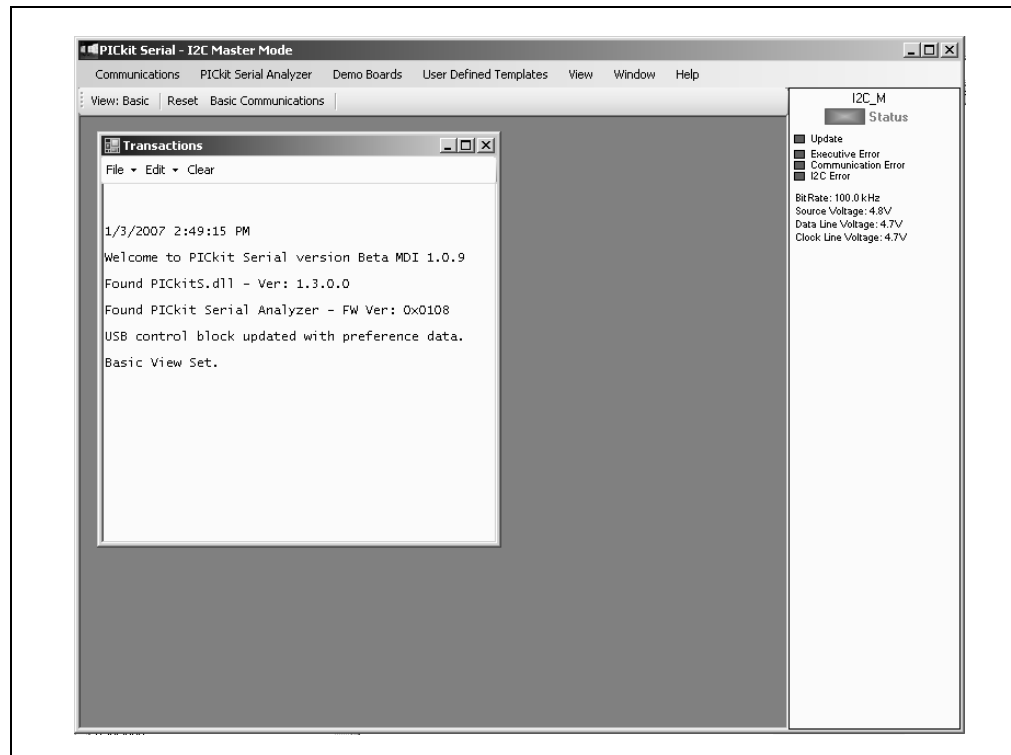 PICkit Serial - I2C Master Mode
Communications PICkit Serial Analyzer Demo Boards User Defined Templates View Window Help
View: Basic Reset Basic Communications
Transactions
File Edit Clear
1/3/2007 2:49:15 PM
Welcome to PICkit Serial version Beta MDI 1.0.9
Found PICkitS.dll - Ver: 1.3.0.0
Found PICkit Serial Analyzer - FW Ver: 0x0108
USB control block updated with preference data.
Basic View Set.
I2C_M
Status
Update
Executive Error
Communication Error
I2C Error
BitRate: 100.0 kHz
Source Voltage: 4.8V
Data Line Voltage: 4.7V
Clock Line Voltage: 4.7V